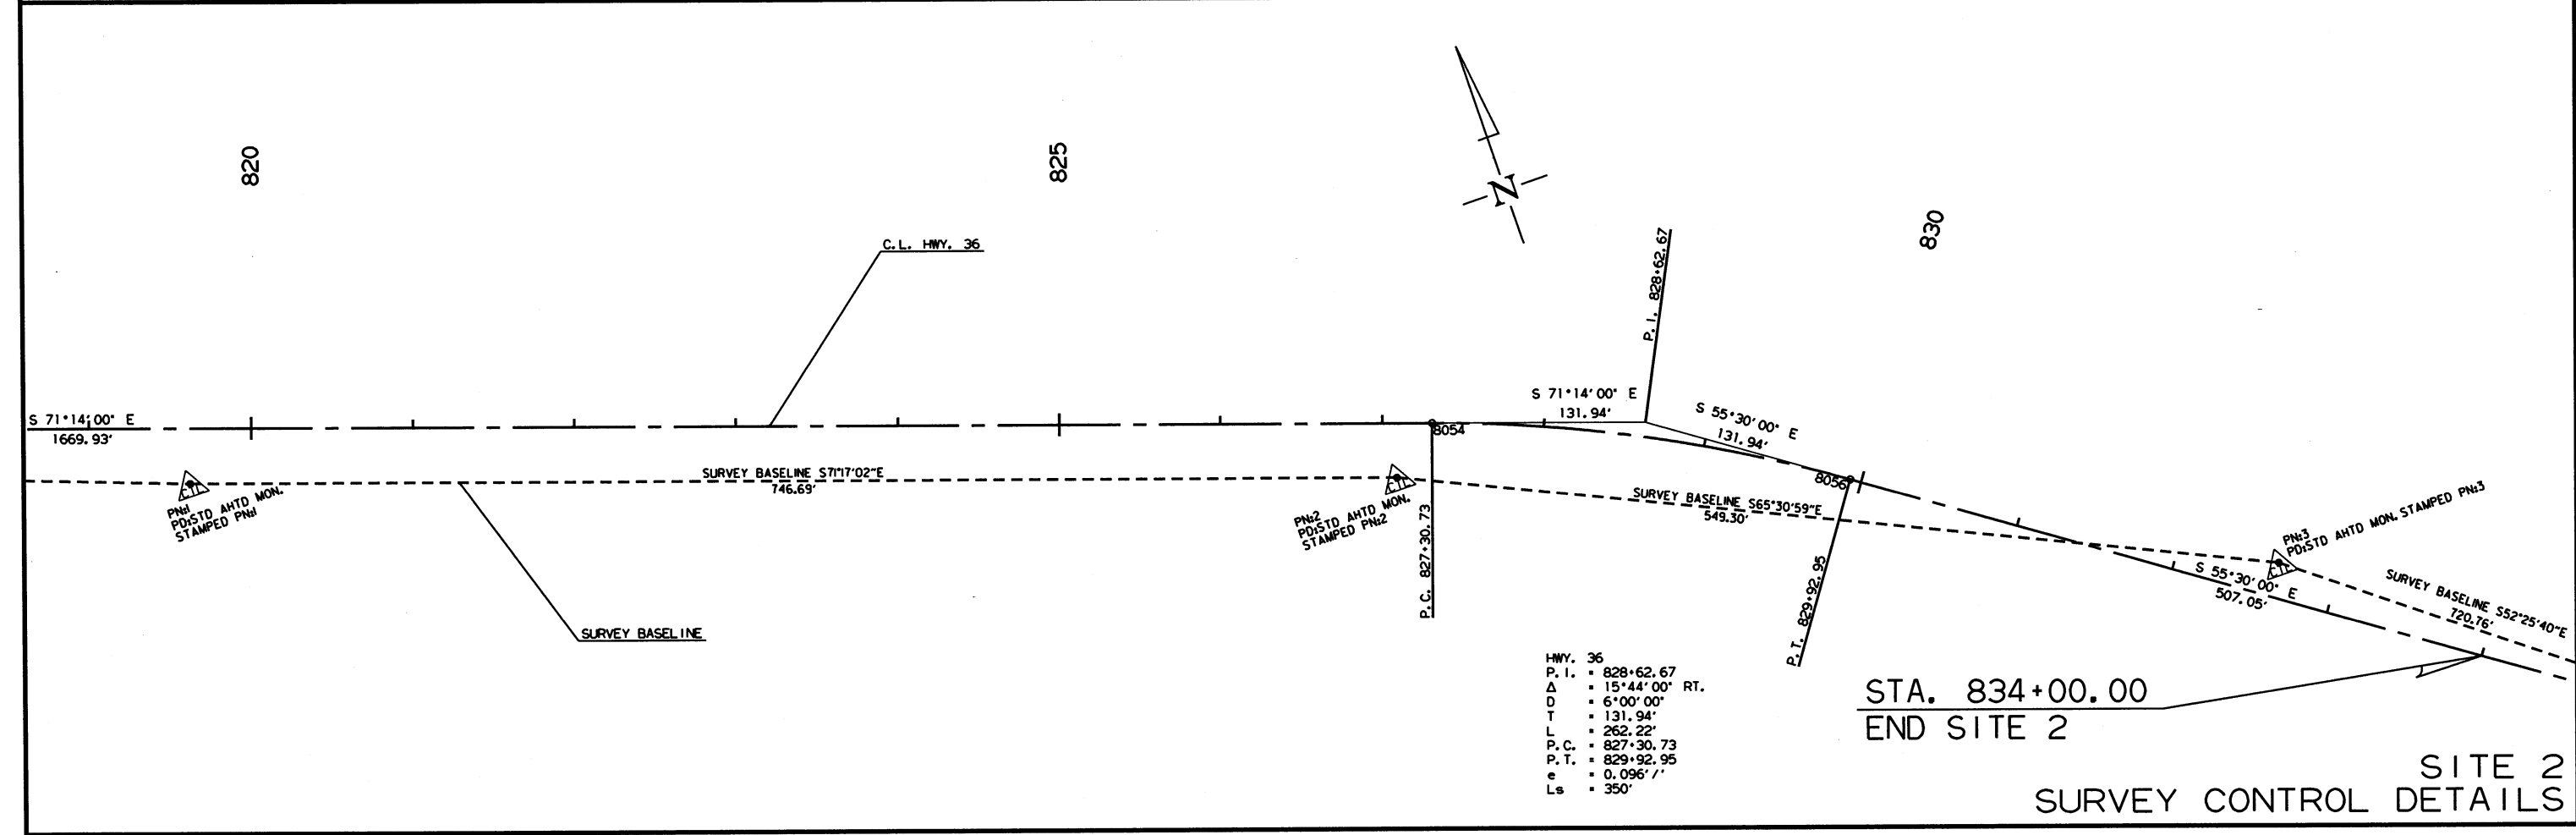 820
825
830
N
C.L. HWY. 36
P.I. 828+62.67
S 71°14'00" E
1669.93'
S 71°14'00" E
131.94'
S 55°30'00" E
131.94'
8054
8056
SURVEY BASELINE S71°17'02"E
746.69'
CTL
PN:1
PD:STD AHTD MON.
STAMPED PN:1
CTL
PN:2
PD:STD AHTD MON.
STAMPED PN:2
SURVEY BASELINE S65°30'59"E
549.30'
P.C. 827+30.73
P.T. 829+92.95
CTL
PN:3
PD:STD AHTD MON. STAMPED PN:3
S 55°30'00" E
507.05'
SURVEY BASELINE S52°25'40"E
720.76'
SURVEY BASELINE
HWY. 36
P.I. = 828+62.67
Δ = 15°44'00" RT.
D = 6°00'00"
T = 131.94'
L = 262.22'
P.C. = 827+30.73
P.T. = 829+92.95
e = 0.096'/'
Ls = 350'
STA. 834+00.00
END SITE 2
SITE 2
SURVEY CONTROL DETAILS